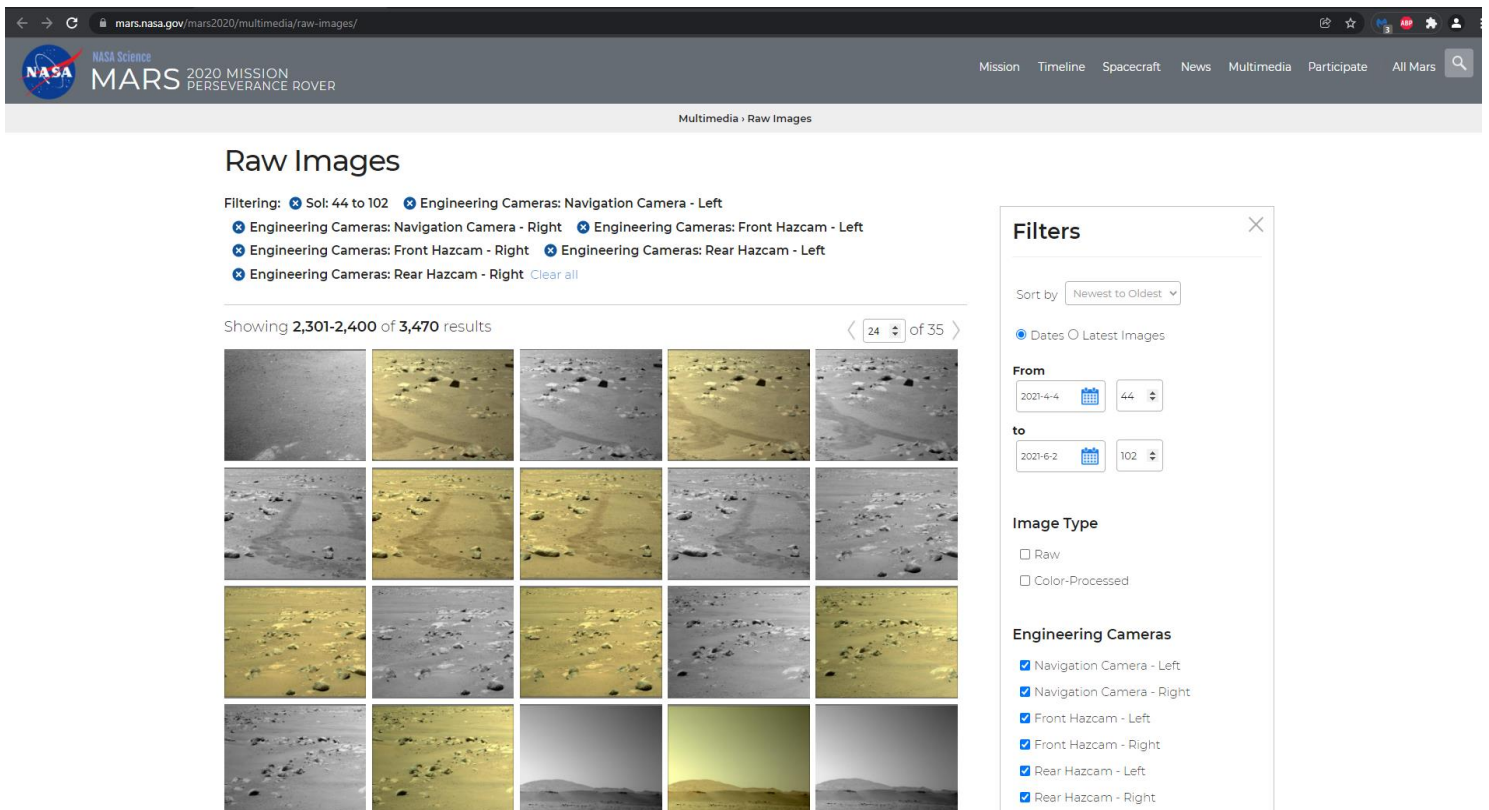 mars.nasa.gov/mars2020/multimedia/raw-images/
3
ABP
NASA
NASA Science
MARS 2020 MISSION
PERSEVERANCE ROVER
Mission Timeline Spacecraft News Multimedia Participate All Mars
Multimedia › Raw Images
Raw Images
Filtering: Sol: 44 to 102 Engineering Cameras: Navigation Camera - Left
Engineering Cameras: Navigation Camera - Right Engineering Cameras: Front Hazcam - Left
Engineering Cameras: Front Hazcam - Right Engineering Cameras: Rear Hazcam - Left
Engineering Cameras: Rear Hazcam - Right Clear all
Showing 2,301-2,400 of 3,470 results
24 of 35
Filters
Sort by Newest to Oldest
Dates Latest Images
From
2021-4-4 44
to
2021-6-2 102
Image Type
Raw
Color-Processed
Engineering Cameras
Navigation Camera - Left
Navigation Camera - Right
Front Hazcam - Left
Front Hazcam - Right
Rear Hazcam - Left
Rear Hazcam - Right